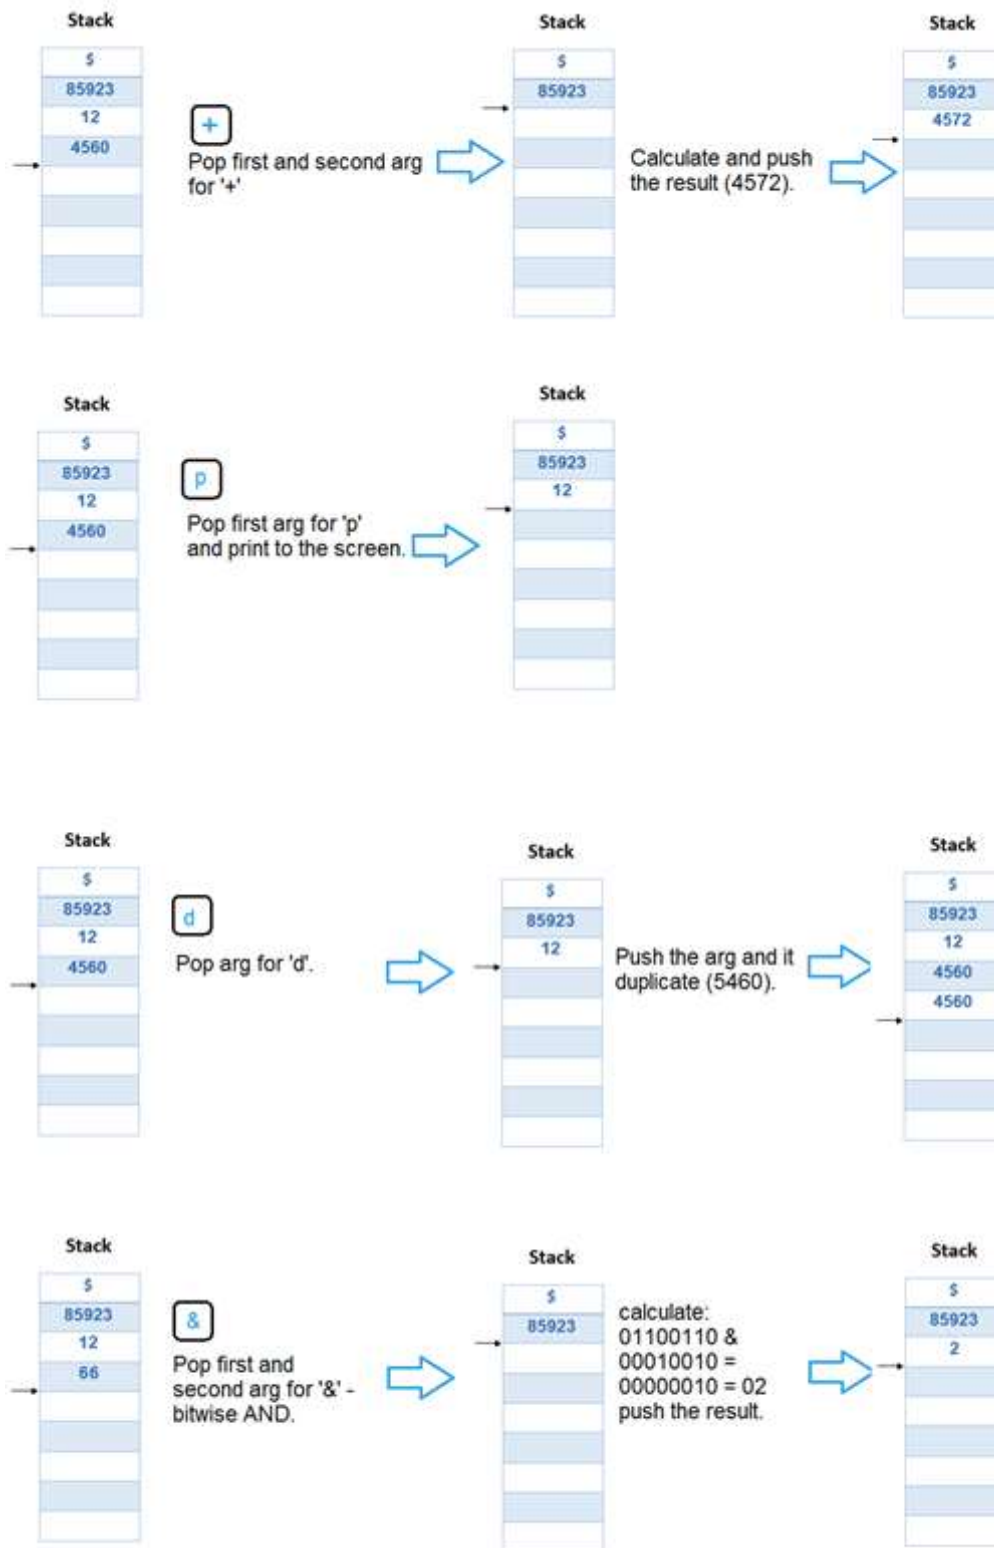 Stack
$
85923
12
4560
+
Pop first and second arg
for '+'
Stack
$
85923
Calculate and push
the result (4572).
Stack
$
85923
4572
Stack
$
85923
12
4560
p
Pop first arg for 'p'
and print to the screen.
Stack
$
85923
12
Stack
$
85923
12
4560
d
Pop arg for 'd'.
Stack
$
85923
12
Push the arg and it
duplicate (5460).
Stack
$
85923
12
4560
4560
Stack
$
85923
12
66
&
Pop first and
second arg for '&' -
bitwise AND.
Stack
$
85923
calculate:
01100110 &
00010010 =
00000010 = 02
push the result.
Stack
$
85923
2